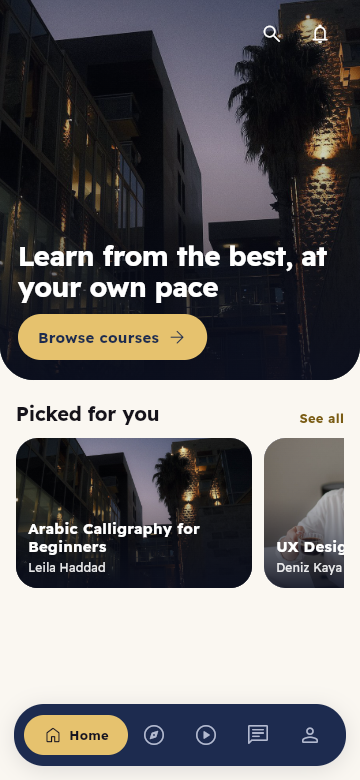 Learn from the best, at
your own pace
Browse courses
Picked for you
See all
Arabic Calligraphy for
Beginners
Leila Haddad
UX Desig
Deniz Kaya
Home